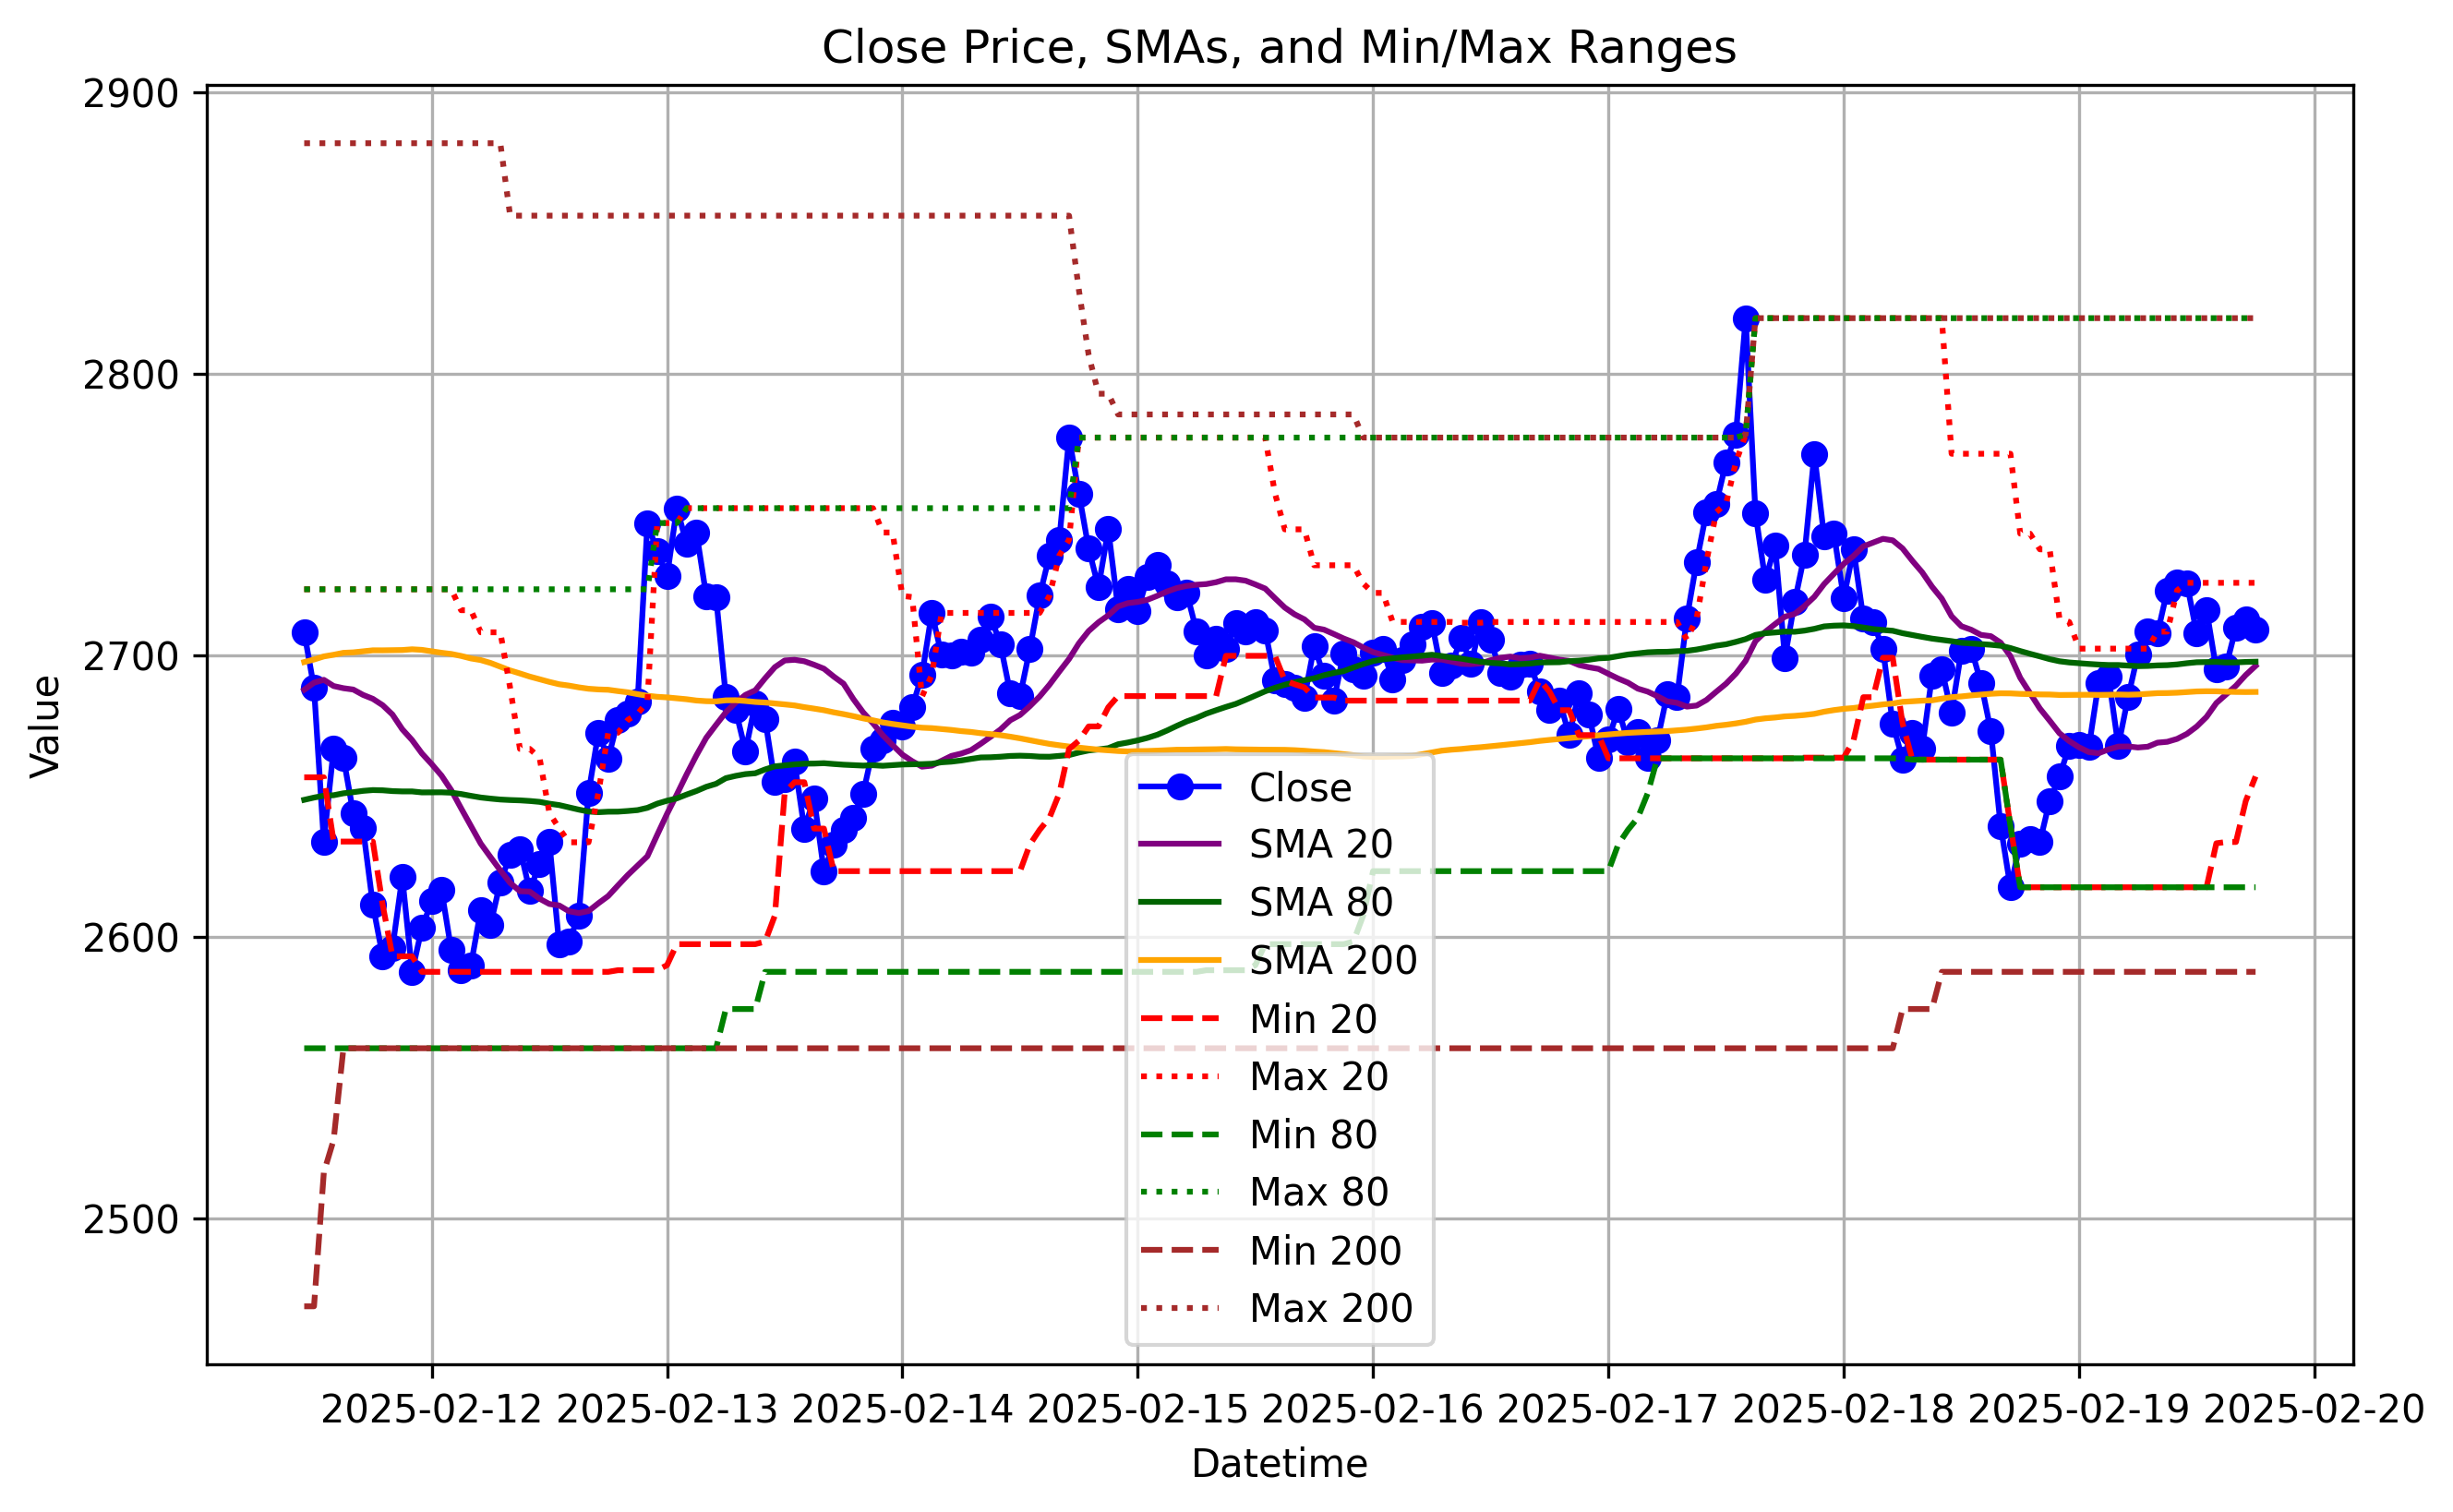 Close Price, SMAs, and Min/Max Ranges
2900
2800
2700
2600
2500
Value
Close
SMA 20
SMA 80
SMA 200
Min 20
Max 20
Min 80
Max 80
Min 200
Max 200
2025-02-12 2025-02-13 2025-02-14 2025-02-15 2025-02-16 2025-02-17 2025-02-18 2025-02-19 2025-02-20
Datetime